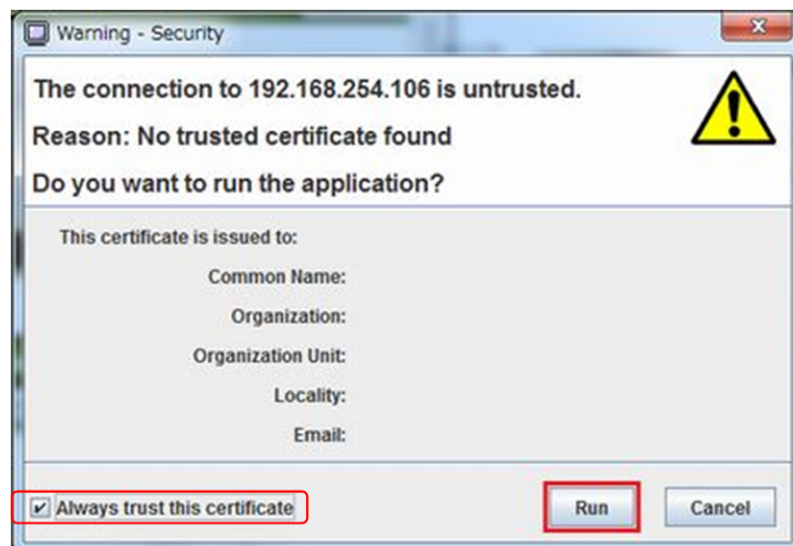 Warning - Security
The connection to 192.168.254.106 is untrusted.
Reason: No trusted certificate found
Do you want to run the application?
This certificate is issued to:
Common Name:
Organization:
Organization Unit:
Locality:
Email:
Always trust this certificate
Run
Cancel